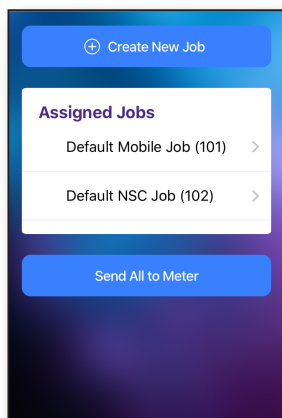 Create New Job
Assigned Jobs
Default Mobile Job (101)
Default NSC Job (102)
Send All to Meter